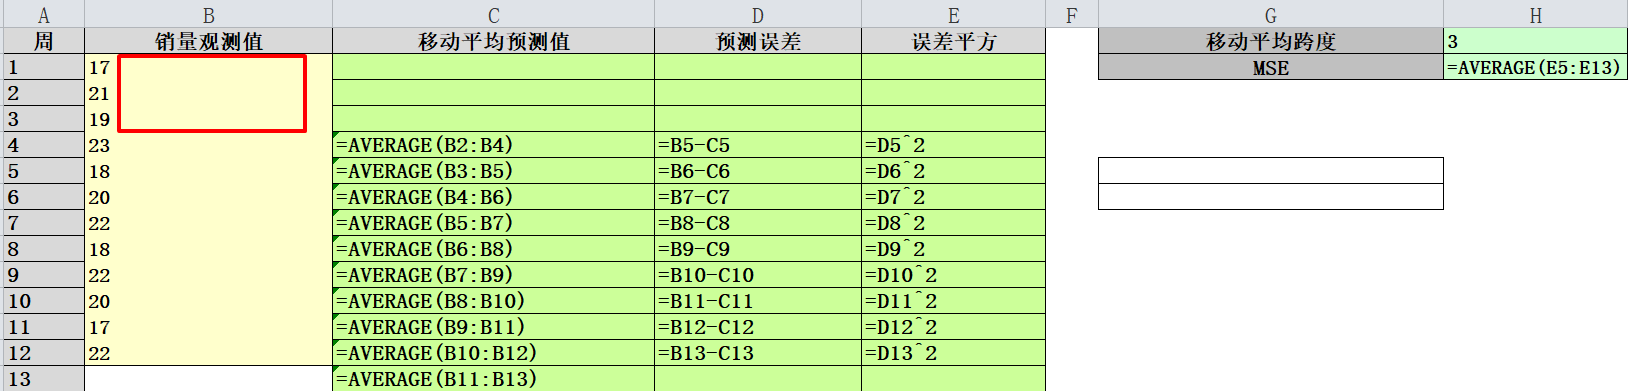 A B C D E F G H
周 销量观测值 移动平均预测值 预测误差 误差平方 移动平均跨度 3
1 17 MSE =AVERAGE(E5:E13)
2 21
3 19
4 23 =AVERAGE(B2:B4) =B5-C5 =D5^2
5 18 =AVERAGE(B3:B5) =B6-C6 =D6^2
6 20 =AVERAGE(B4:B6) =B7-C7 =D7^2
7 22 =AVERAGE(B5:B7) =B8-C8 =D8^2
8 18 =AVERAGE(B6:B8) =B9-C9 =D9^2
9 22 =AVERAGE(B7:B9) =B10-C10 =D10^2
10 20 =AVERAGE(B8:B10) =B11-C11 =D11^2
11 17 =AVERAGE(B9:B11) =B12-C12 =D12^2
12 22 =AVERAGE(B10:B12) =B13-C13 =D13^2
13 =AVERAGE(B11:B13)